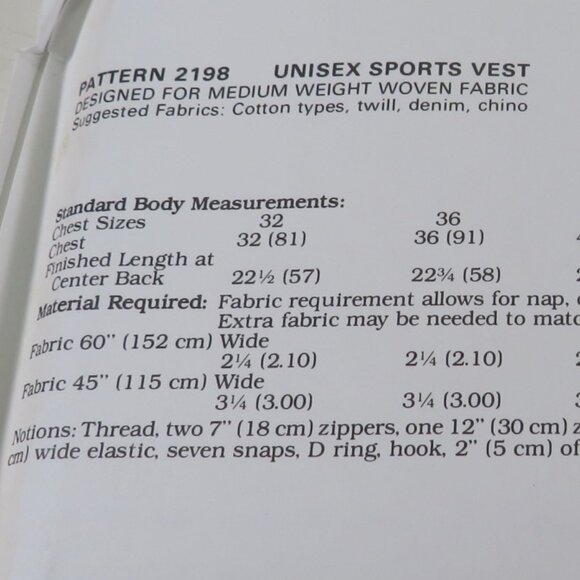 PATTERN 2198 UNISEX SPORTS VEST
DESIGNED FOR MEDIUM WEIGHT WOVEN FABRIC
Suggested Fabrics: Cotton types, twill, denim, chino
Standard Body Measurements:
Chest Sizes 32 36
Chest 32 (81) 36 (91)
Finished Length at
Center Back 22½ (57) 22¾ (58)
Material Required: Fabric requirement allows for nap,
Extra fabric may be needed to
Fabric 60" (152 cm) Wide
2¼ (2.10) 2¼ (2.10)
Fabric 45" (115 cm) Wide
3¼ (3.00) 3¼ (3.00)
Notions: Thread, two 7" (18 cm) zippers, one 12" (30 cm)
cm) wide elastic, seven snaps, D ring, hook, 2" (5 cm) of